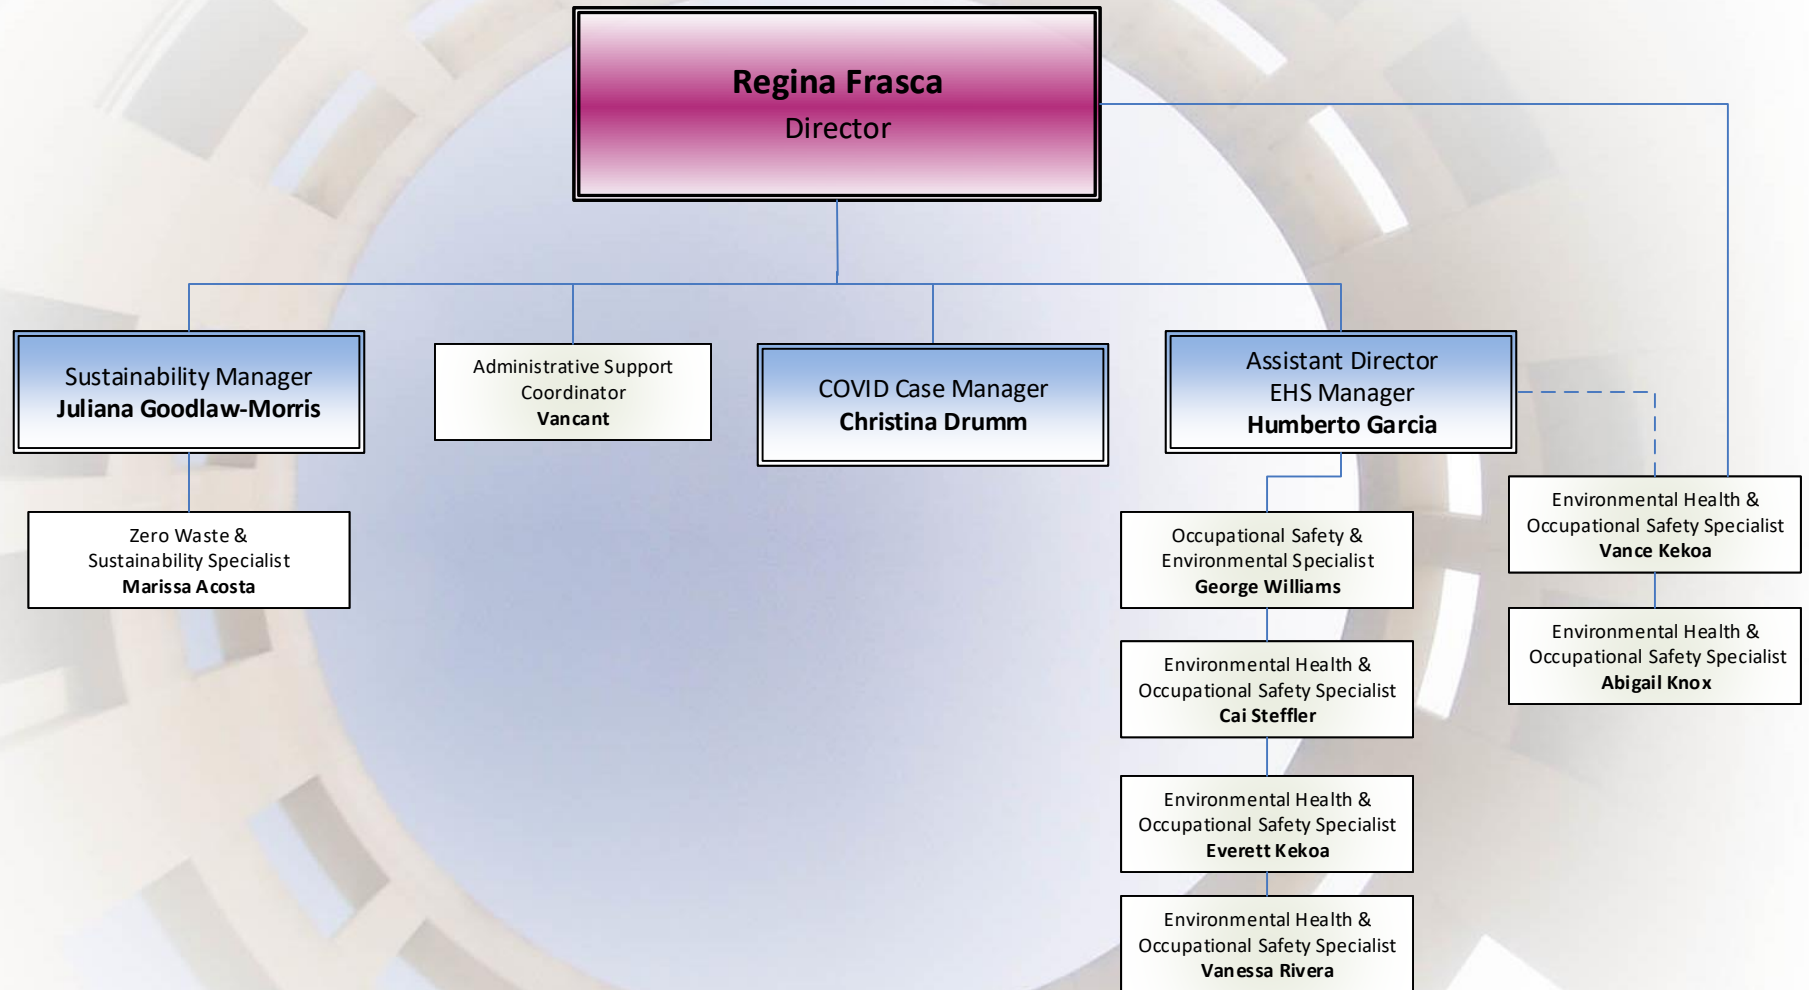 Regina Frasca
Director
Sustainability Manager
Juliana Goodlaw-Morris
Administrative Support
Coordinator
Vancant
COVID Case Manager
Christina Drumm
Assistant Director
EHS Manager
Humberto Garcia
Zero Waste &
Sustainability Specialist
Marissa Acosta
Occupational Safety &
Environmental Specialist
George Williams
Environmental Health &
Occupational Safety Specialist
Cai Steffler
Environmental Health &
Occupational Safety Specialist
Everett Kekoa
Environmental Health &
Occupational Safety Specialist
Vanessa Rivera
Environmental Health &
Occupational Safety Specialist
Vance Kekoa
Environmental Health &
Occupational Safety Specialist
Abigail Knox